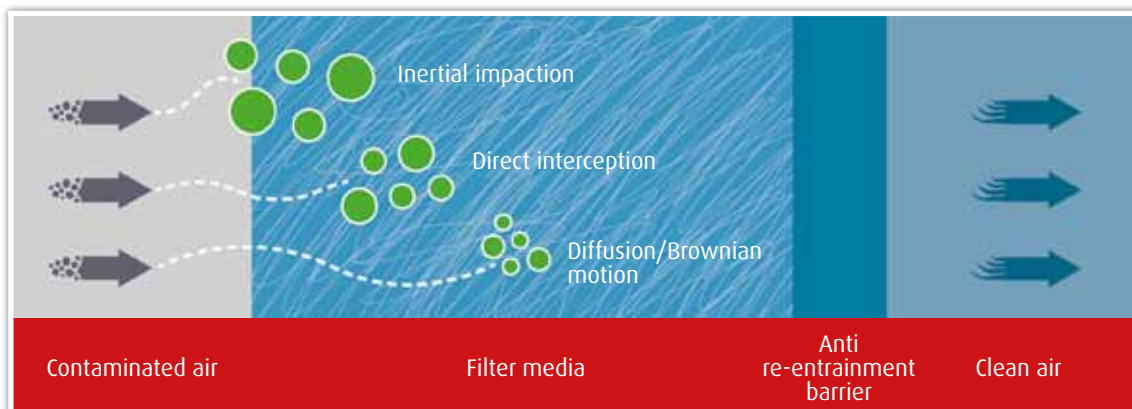 Inertial impaction
Direct interception
Diffusion/Brownian
motion
Contaminated air
Filter media
Anti
re-entrainment
barrier
Clean air